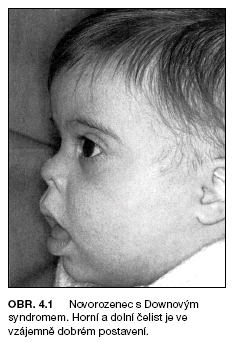 OBR. 4.1 Novorozenec s Downovým
syndromem. Horní a dolní čelist je ve
vzájemně dobrém postavení.